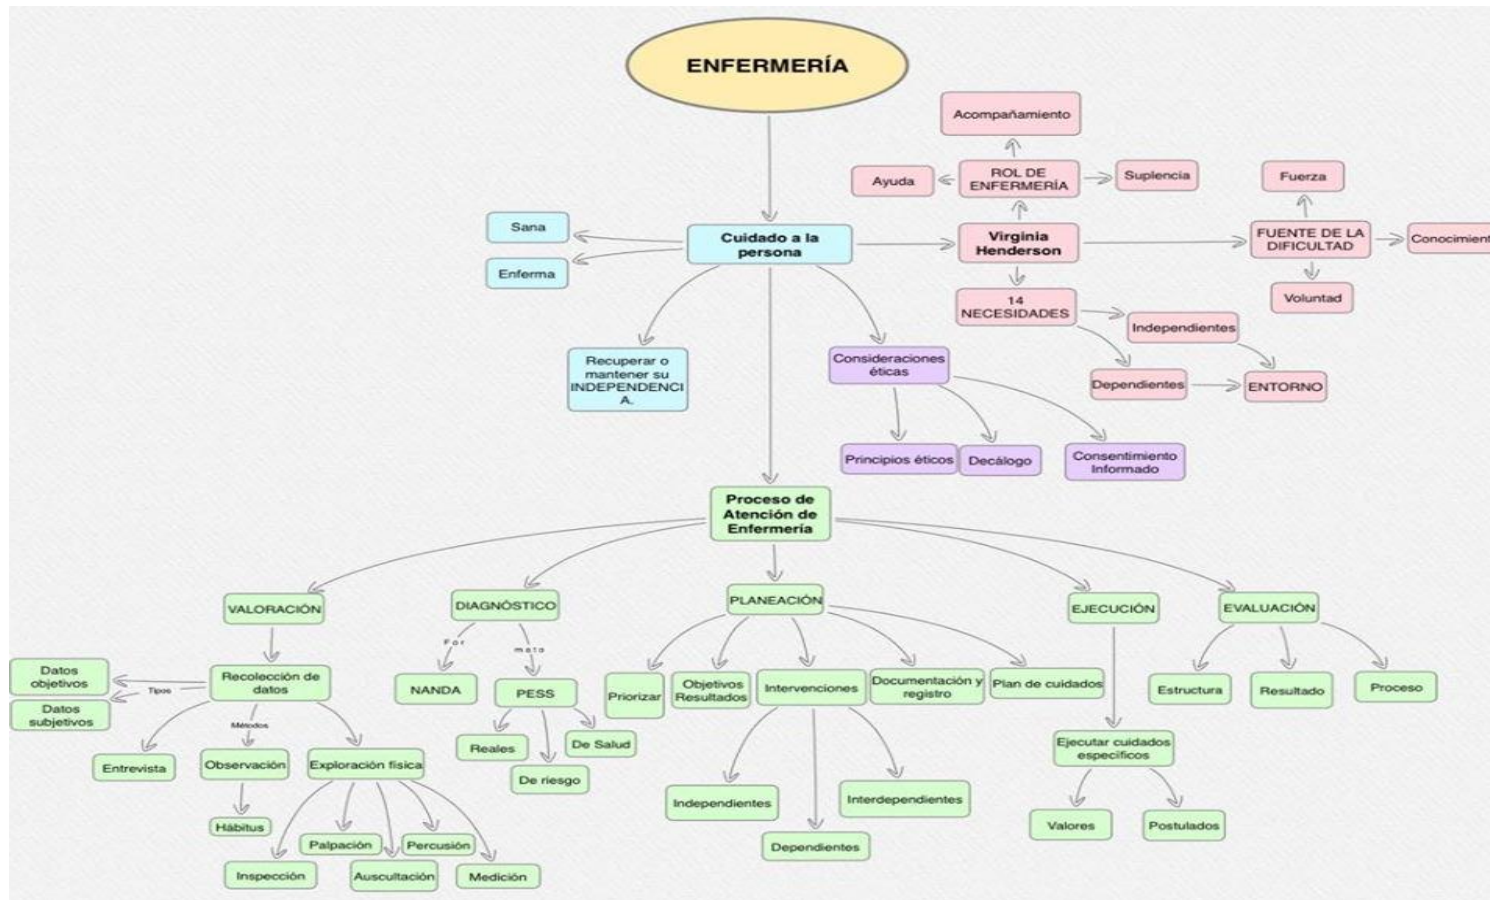 ENFERMERÍA
Acompañamiento
Ayuda
ROL DE
ENFERMERÍA
Suplencia
Fuerza
Sana
Enferma
Cuidado a la
persona
Virginia
Henderson
FUENTE DE LA
DIFICULTAD
Conocimient
Voluntad
14
NECESIDADES
Independientes
Dependientes
ENTORNO
Recuperar o
mantener su
INDEPENDENCI
A.
Consideraciones
éticas
Principios éticos
Decálogo
Consentimiento
Informado
Proceso de
Atención de
Enfermería
VALORACIÓN
DIAGNÓSTICO
PLANEACIÓN
EJECUCIÓN
EVALUACIÓN
For
mato
Datos
objetivos
Tipos
Datos
subjetivos
Recolección de
datos
Métodos
NANDA
PESS
Priorizar
Objetivos
Resultados
Intervenciones
Documentación y
registro
Plan de cuidados
Estructura
Resultado
Proceso
Entrevista
Observación
Exploración física
Reales
De Salud
De riesgo
Ejecutar cuidados
específicos
Independientes
Interdependientes
Dependientes
Valores
Postulados
Hábitus
Palpación
Percusión
Inspección
Auscultación
Medición